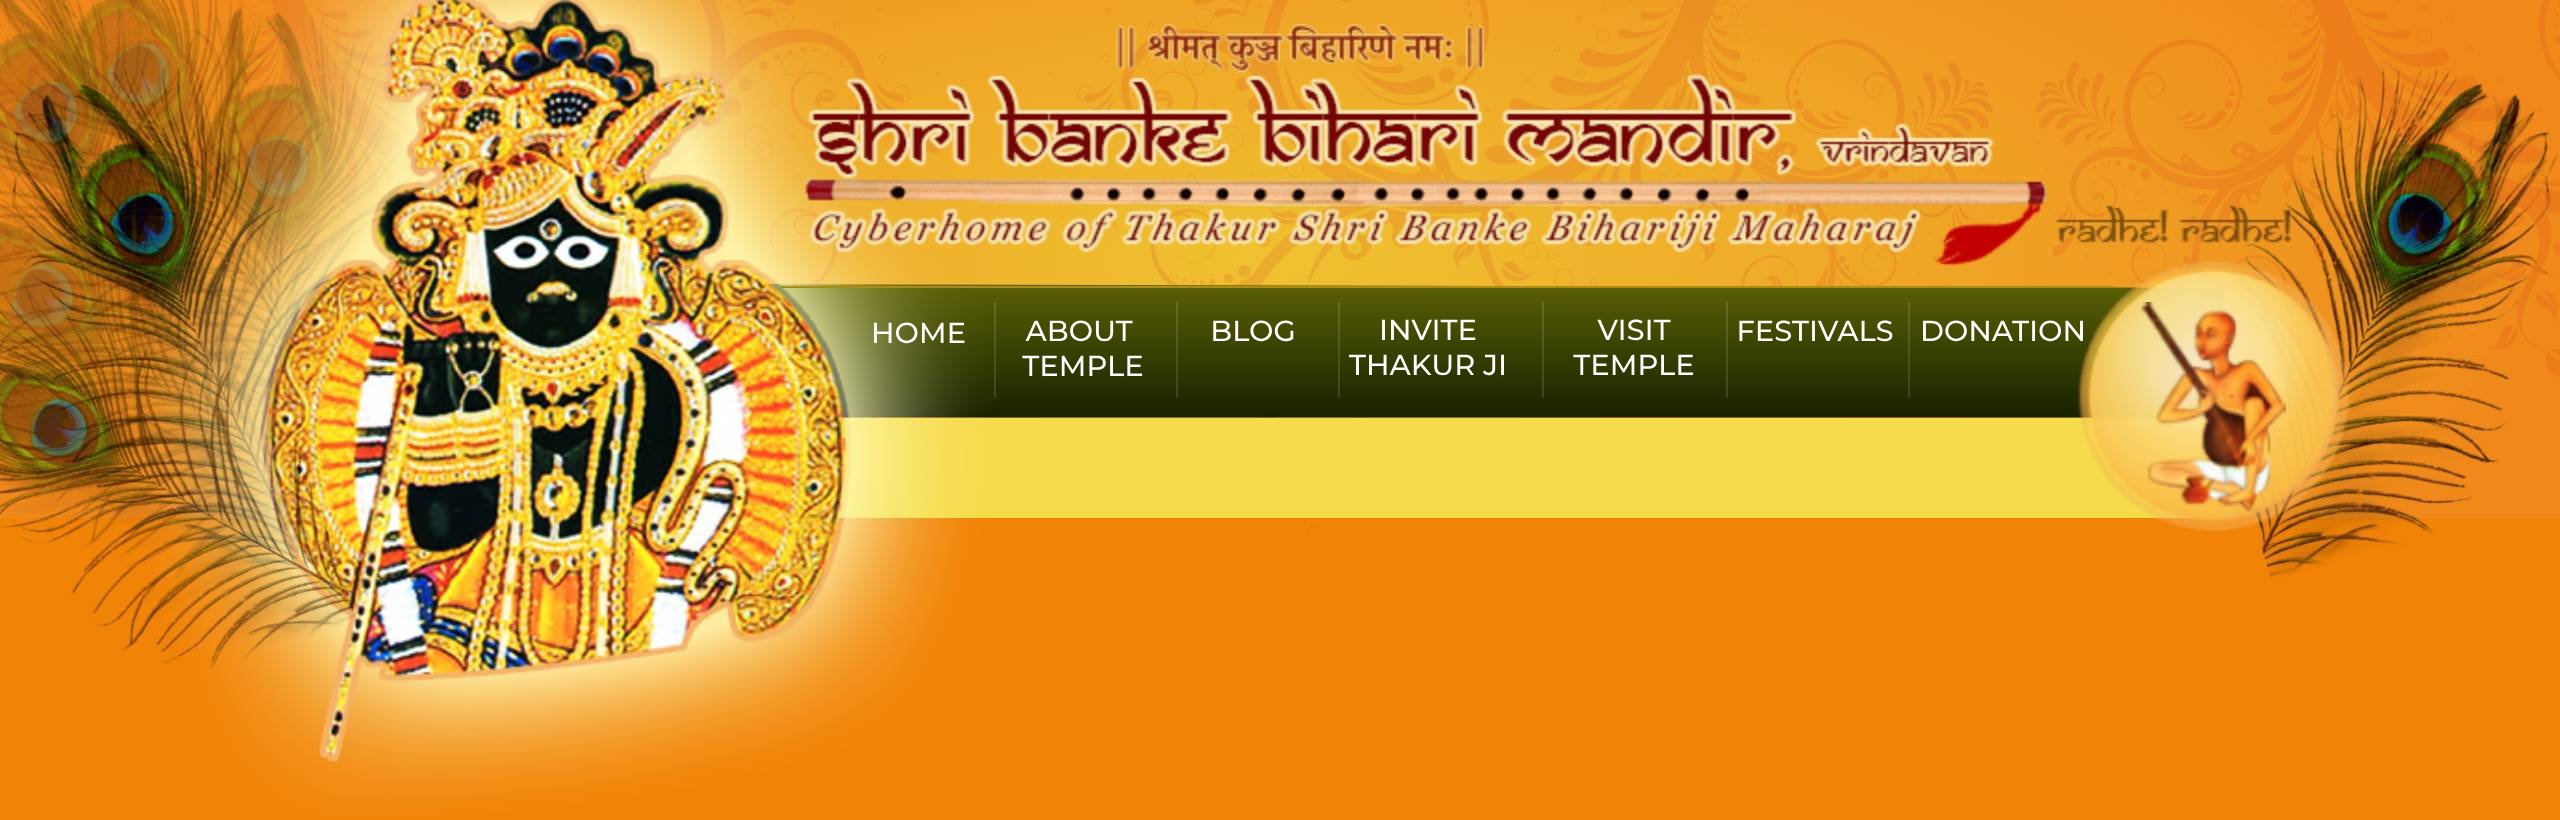 || श्रीमत् कुञ्ज बिहारिणे नमः ||
shri banke bihari mandir, vrindavan
Cyberhome of Thakur Shri Banke Bihariji Maharaj
radhe! radhe!
HOME
ABOUT
TEMPLE
BLOG
INVITE
THAKUR JI
VISIT
TEMPLE
FESTIVALS
DONATION